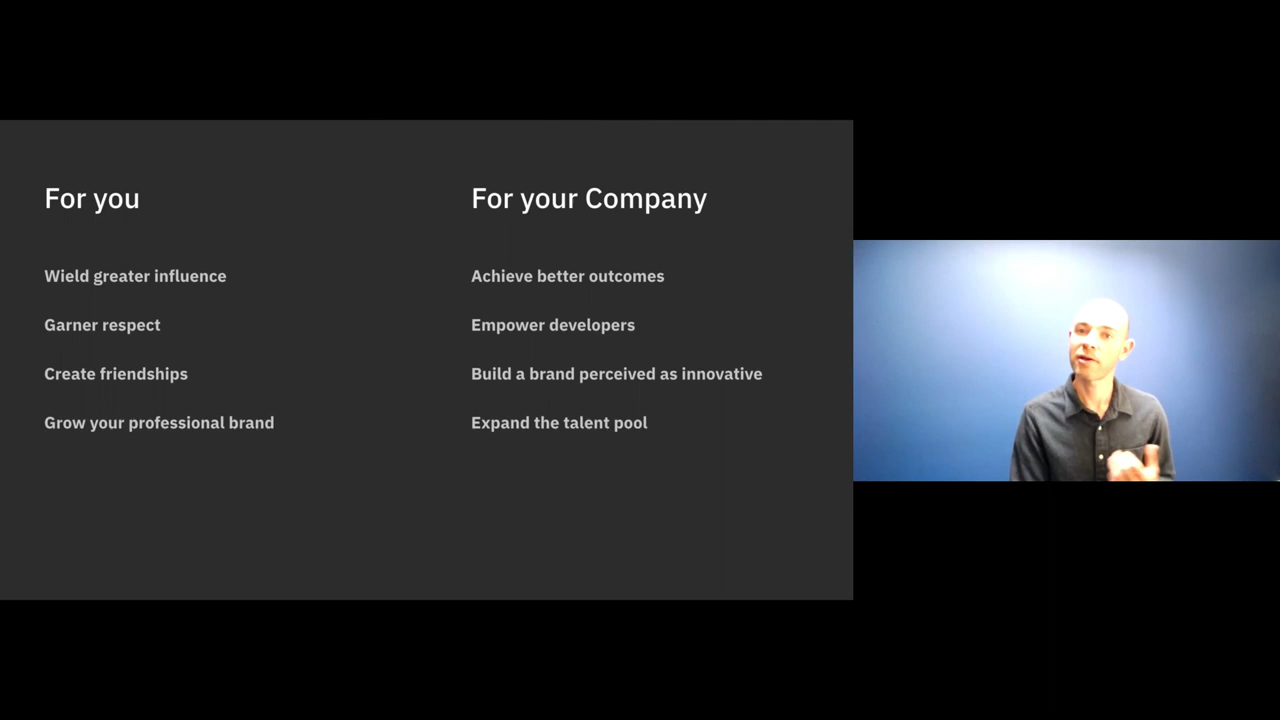 For you
Wield greater influence
Garner respect
Create friendships
Grow your professional brand
For your Company
Achieve better outcomes
Empower developers
Build a brand perceived as innovative
Expand the talent pool